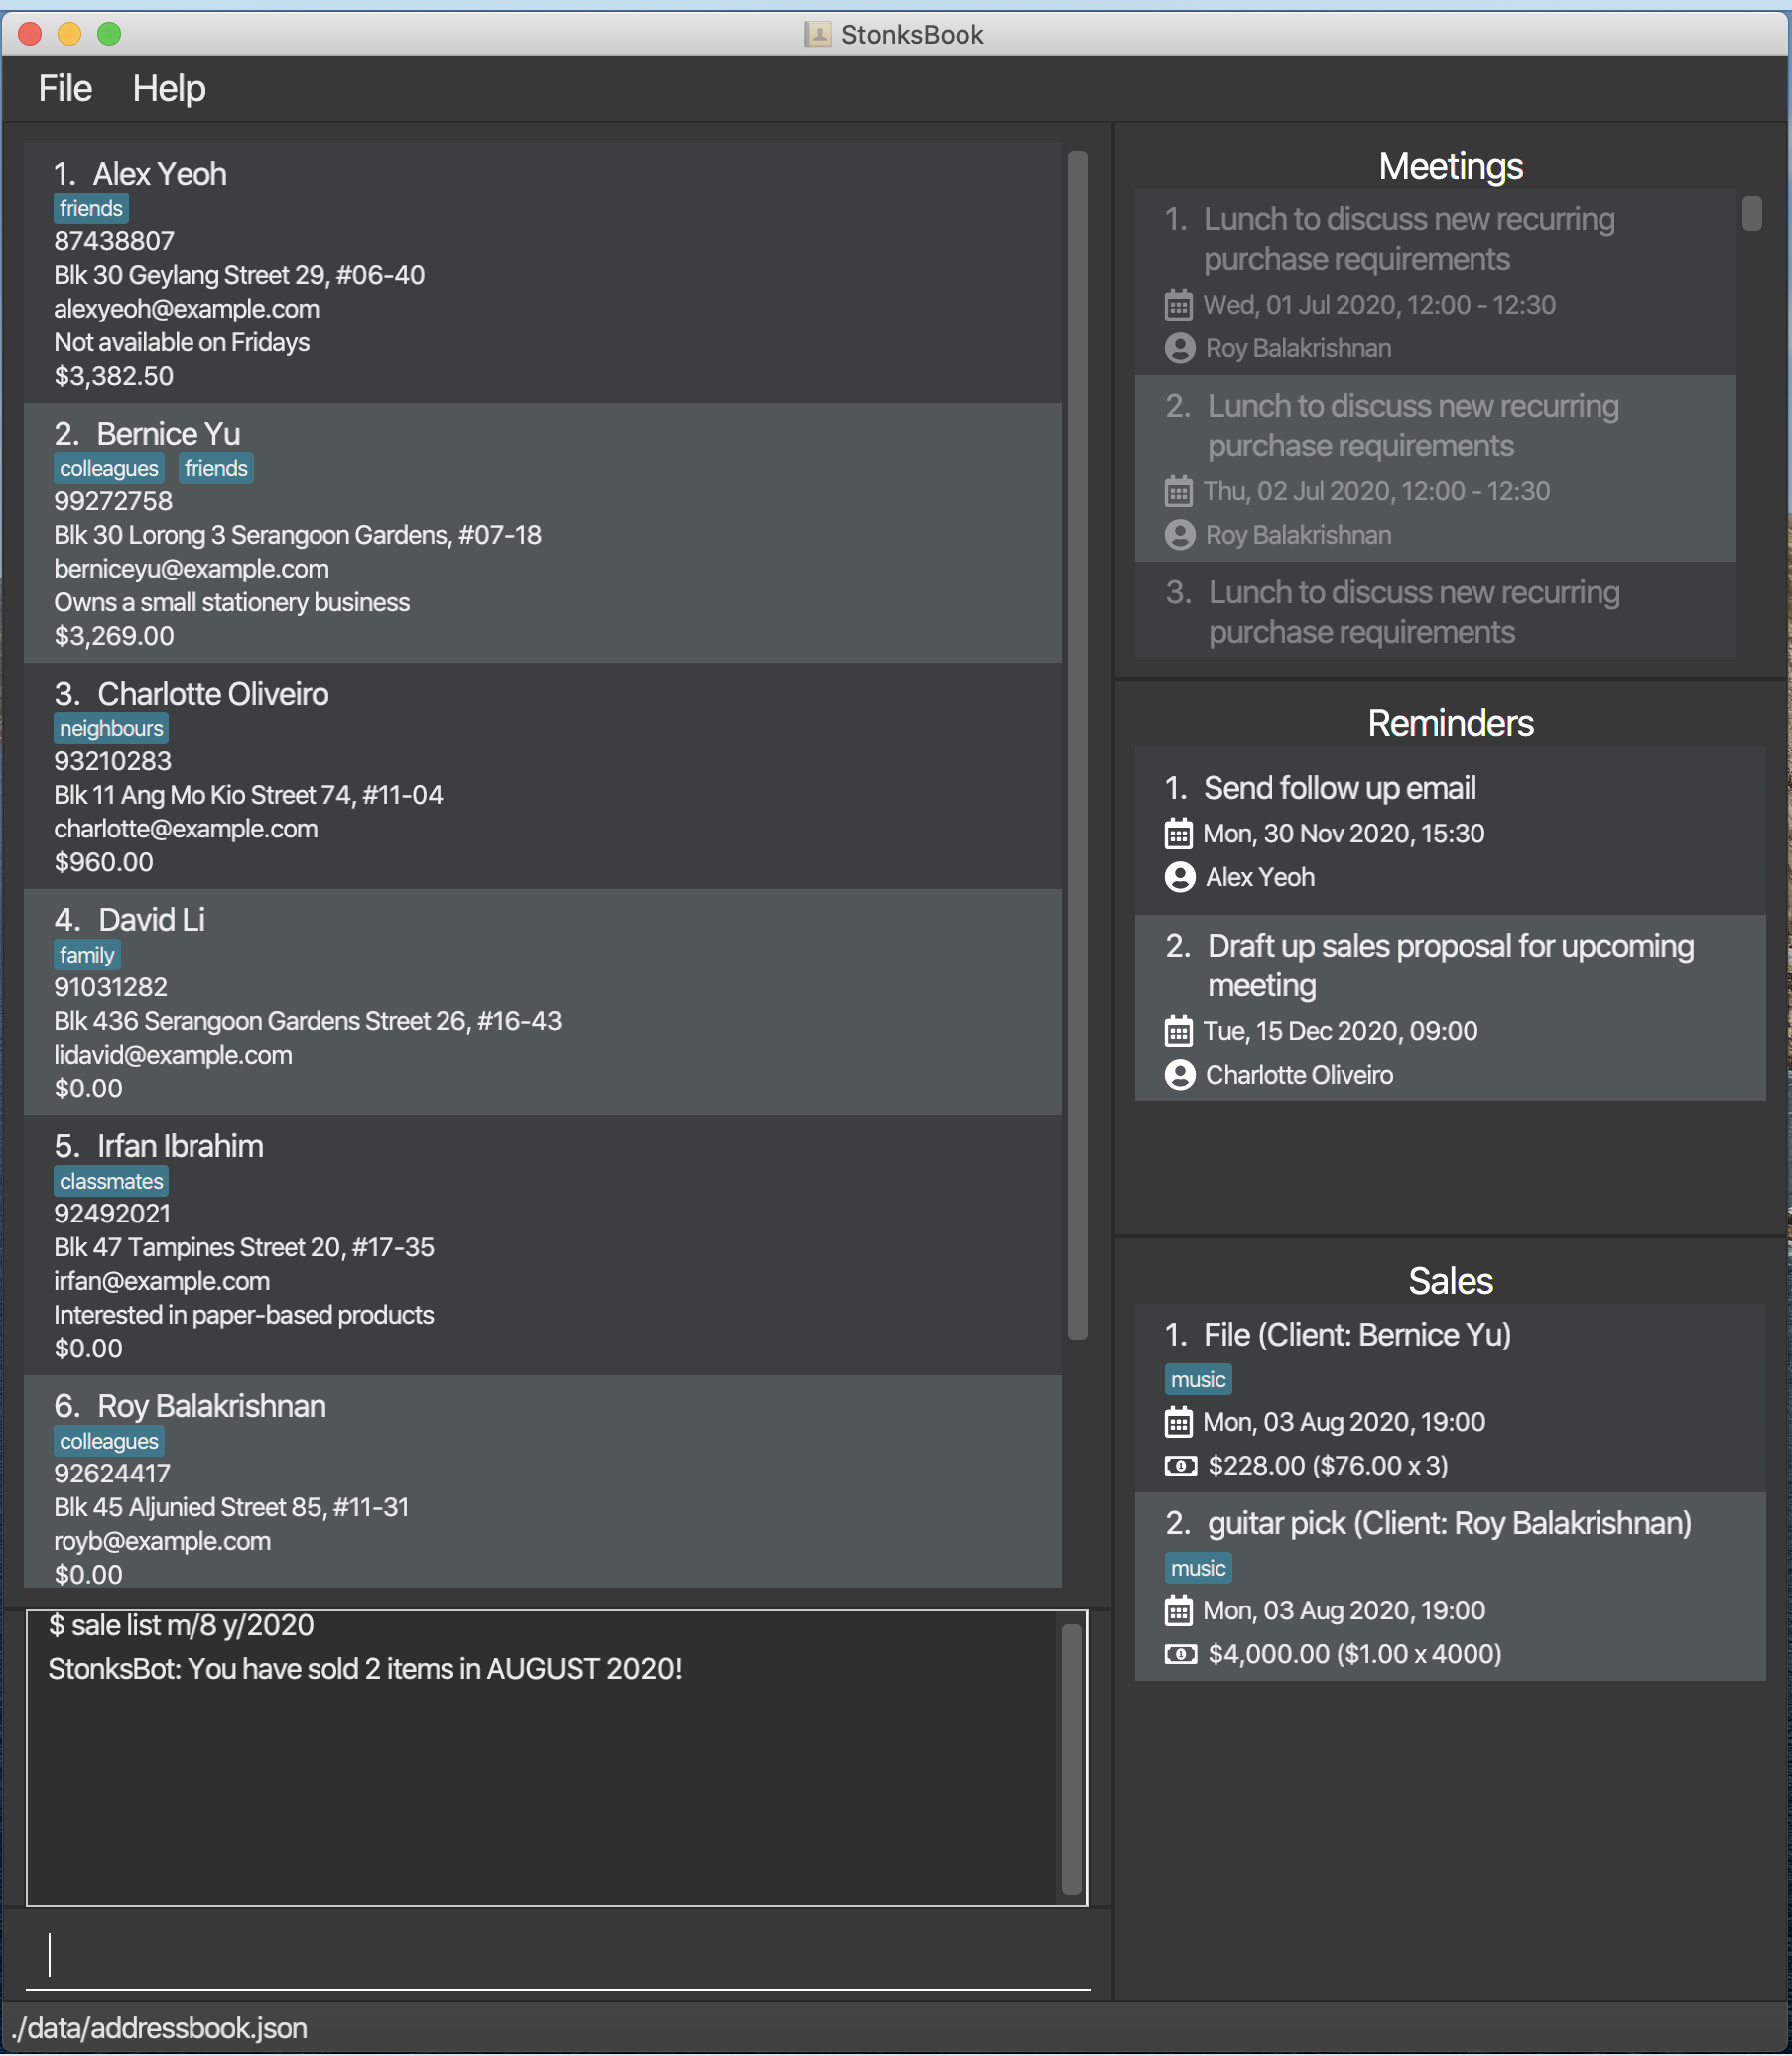 StonksBook
File Help
1. Alex Yeoh
friends
87438807
Blk 30 Geylang Street 29, #06-40
alexyeoh@example.com
Not available on Fridays
$3,382.50
2. Bernice Yu
colleagues friends
99272758
Blk 30 Lorong 3 Serangoon Gardens, #07-18
berniceyu@example.com
Owns a small stationery business
$3,269.00
3. Charlotte Oliveiro
neighbours
93210283
Blk 11 Ang Mo Kio Street 74, #11-04
charlotte@example.com
$960.00
4. David Li
family
91031282
Blk 436 Serangoon Gardens Street 26, #16-43
lidavid@example.com
$0.00
5. Irfan Ibrahim
classmates
92492021
Blk 47 Tampines Street 20, #17-35
irfan@example.com
Interested in paper-based products
$0.00
6. Roy Balakrishnan
colleagues
92624417
Blk 45 Aljunied Street 85, #11-31
royb@example.com
$0.00
$ sale list m/8 y/2020
StonksBot: You have sold 2 items in AUGUST 2020!
Meetings
1. Lunch to discuss new recurring
purchase requirements
Wed, 01 Jul 2020, 12:00 - 12:30
Roy Balakrishnan
2. Lunch to discuss new recurring
purchase requirements
Thu, 02 Jul 2020, 12:00 - 12:30
Roy Balakrishnan
3. Lunch to discuss new recurring
purchase requirements
Reminders
1. Send follow up email
Mon, 30 Nov 2020, 15:30
Alex Yeoh
2. Draft up sales proposal for upcoming
meeting
Tue, 15 Dec 2020, 09:00
Charlotte Oliveiro
Sales
1. File (Client: Bernice Yu)
music
Mon, 03 Aug 2020, 19:00
$228.00 ($76.00 x 3)
2. guitar pick (Client: Roy Balakrishnan)
music
Mon, 03 Aug 2020, 19:00
$4,000.00 ($1.00 x 4000)
./data/addressbook.json